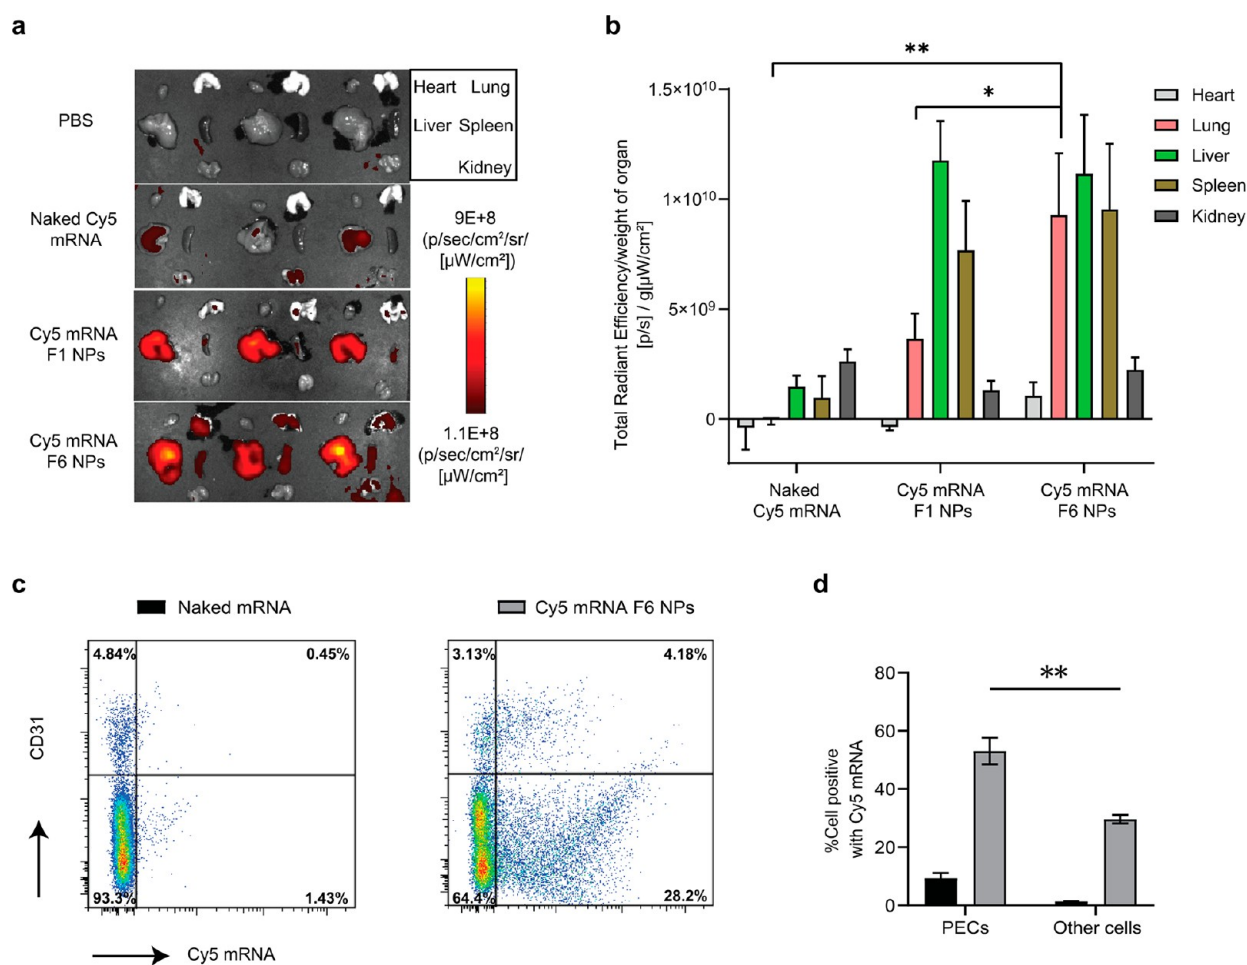 a
PBS
Heart Lung
Liver Spleen
Kidney
Naked Cy5
mRNA
Cy5 mRNA
F1 NPs
Cy5 mRNA
F6 NPs
9E+8
(p/sec/cm²/sr/
[µW/cm²])
1.1E+8
(p/sec/cm²/sr/
[µW/cm²]
b
**
*
Total Radiant Efficiency/weight of organ
[p/s] / g[µW/cm²]
1.5×10¹⁰
1×10¹⁰
5×10⁹
0
Naked
Cy5 mRNA
Cy5 mRNA
F1 NPs
Cy5 mRNA
F6 NPs
Heart
Lung
Liver
Spleen
Kidney
c
Naked mRNA
Cy5 mRNA F6 NPs
4.84%
0.45%
93.3%
1.43%
3.13%
4.18%
64.4%
28.2%
CD31
Cy5 mRNA
d
**
%Cell positive
with Cy5 mRNA
80
60
40
20
0
PECs
Other cells